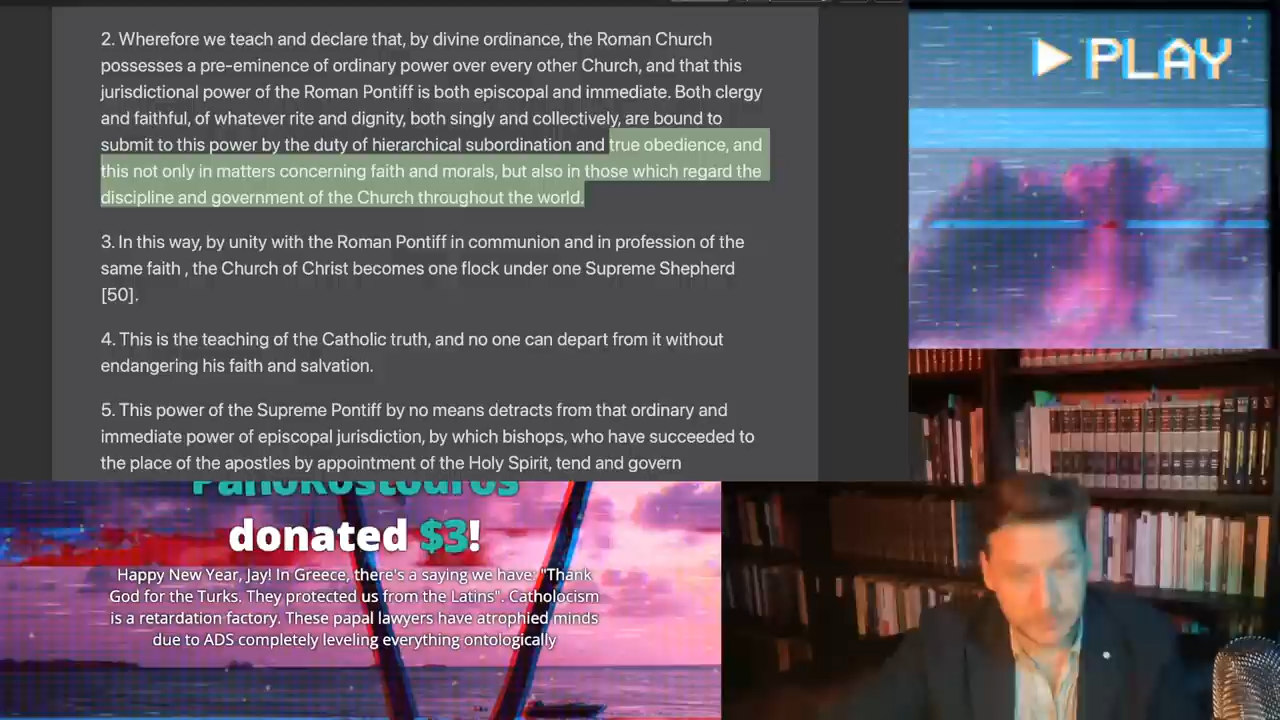 2. Wherefore we teach and declare that, by divine ordinance, the Roman Church
possesses a pre-eminence of ordinary power over every other Church, and that this
jurisdictional power of the Roman Pontiff is both episcopal and immediate. Both clergy
and faithful, of whatever rite and dignity, both singly and collectively, are bound to
submit to this power by the duty of hierarchical subordination and true obedience, and
this not only in matters concerning faith and morals, but also in those which regard the
discipline and government of the Church throughout the world.
3. In this way, by unity with the Roman Pontiff in communion and in profession of the
same faith , the Church of Christ becomes one flock under one Supreme Shepherd
[50].
4. This is the teaching of the Catholic truth, and no one can depart from it without
endangering his faith and salvation.
5. This power of the Supreme Pontiff by no means detracts from that ordinary and
immediate power of episcopal jurisdiction, by which bishops, who have succeeded to
the place of the apostles by appointment of the Holy Spirit, tend and govern
PLAY
PanoKostouros
donated $3!
Happy New Year, Jay! In Greece, there's a saying we have: "Thank
God for the Turks. They protected us from the Latins". Catholocism
is a retardation factory. These papal lawyers have atrophied minds
due to ADS completely leveling everything ontologically